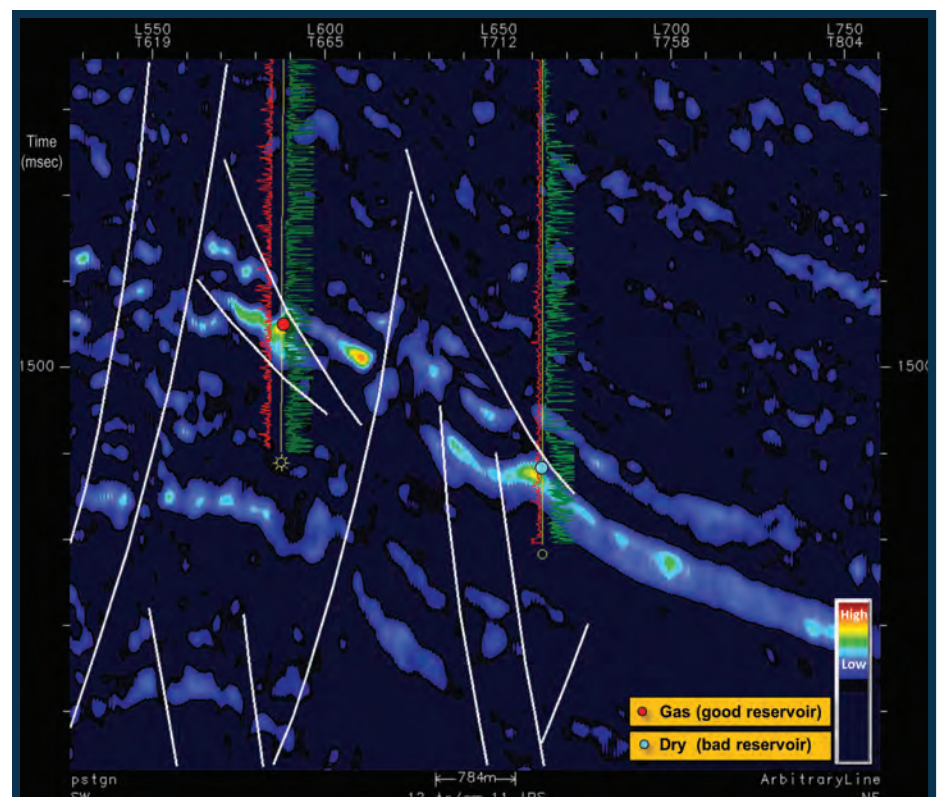 L550 L600 L650 L700 L750
T619 T665 T712 T758 T804
Time
(msec)
1500 1500
High
Low
Gas (good reservoir)
Dry (bad reservoir)
pstgn 784m ArbitraryLine